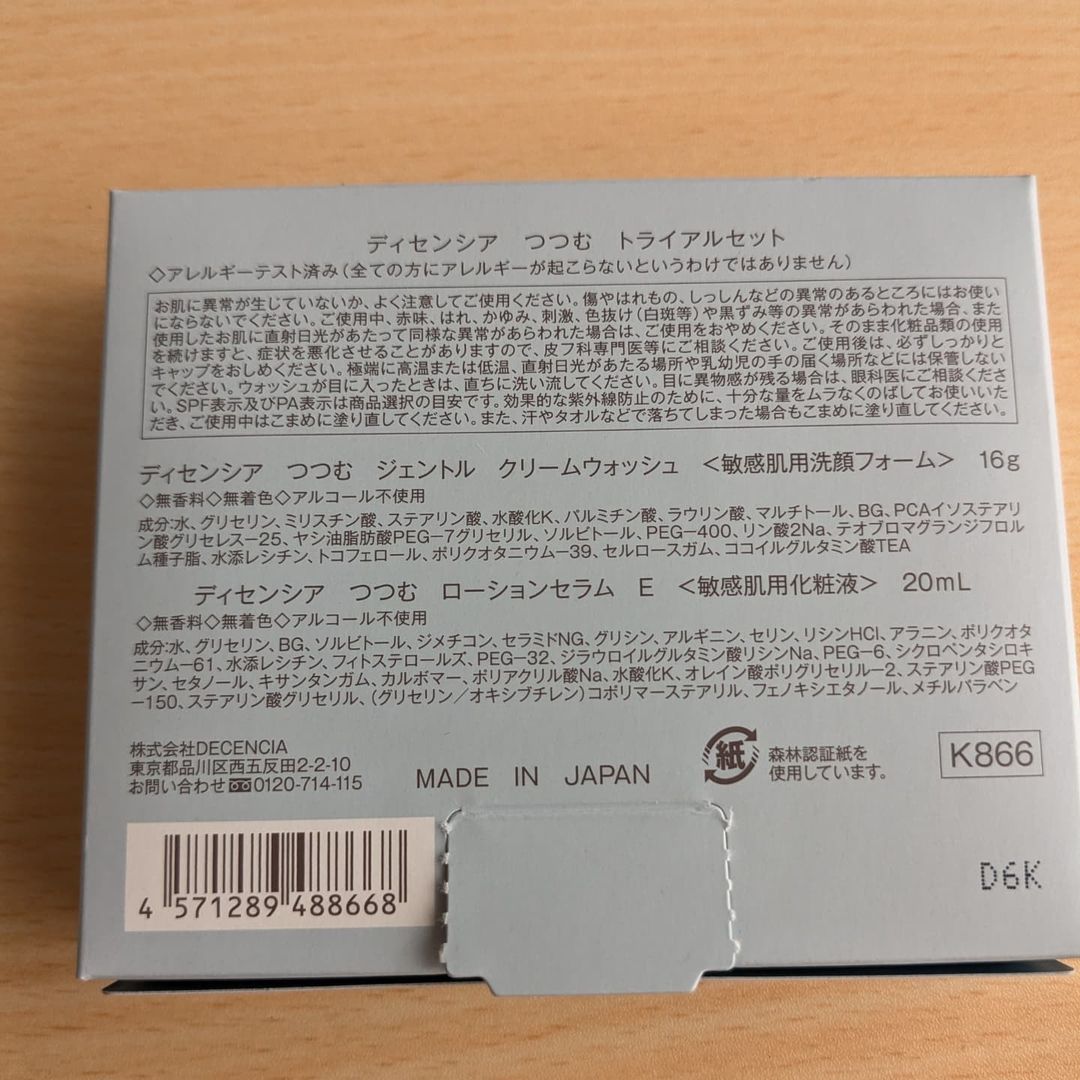 ディセンシア つつむ トライアルセット
◇アレルギーテスト済み(全ての方にアレルギーが起こらないというわけではありません)
お肌に異常が生じていないか、よく注意してご使用ください。傷やはれもの、しっしんなどの異常のあるところにはお使い
にならないでください。ご使用中、赤味、はれ、かゆみ、刺激、色抜け(白斑等)や黒ずみ等の異常があらわれた場合、また
使用したお肌に直射日光があたって同様な異常があらわれた場合は、ご使用をおやめください。そのまま化粧品類の使用
を続けますと、症状を悪化させることがありますので、皮フ科専門医等にご相談ください。ご使用後は、必ずしっかりと
キャップをおしめください。極端に高温または低温、直射日光があたる場所や乳幼児の手の届く場所などには保管しない
でください。ウォッシュが目に入ったときは、直ちに洗い流してください。目に異物感が残る場合は、眼科医にご相談くださ
い。SPF表示及びPA表示は商品選択の目安です。効果的な紫外線防止のために、十分な量をムラなくのばしてお使いいた
だき、ご使用中はこまめに塗り直してください。また、汗やタオルなどで落ちてしまった場合もこまめに塗り直してください。
ディセンシア つつむ ジェントル クリームウォッシュ <敏感肌用洗顔フォーム> 16g
◇無香料◇無着色◇アルコール不使用
成分:水、グリセリン、ミリスチン酸、ステアリン酸、水酸化K、パルミチン酸、ラウリン酸、マルチトール、BG、PCAイソステアリ
ン酸グリセレス-25、ヤシ油脂肪酸PEG-7グリセリル、ソルビトール、PEG-400、リン酸2Na、テオブロマグランジフロル
ム種子脂、水添レシチン、トコフェロール、ポリクオタニウム-39、セルロースガム、ココイルグルタミン酸TEA
ディセンシア つつむ ローションセラム E <敏感肌用化粧液> 20mL
◇無香料◇無着色◇アルコール不使用
成分:水、グリセリン、BG、ソルビトール、ジメチコン、セラミドNG、グリシン、アルギニン、セリン、リシンHCl、アラニン、ポリクオタ
ニウム-61、水添レシチン、フィトステロールズ、PEG-32、ジラウロイルグルタミン酸リシンNa、PEG-6、シクロペンタシロキ
サン、セタノール、キサンタンガム、カルボマー、ポリアクリル酸Na、水酸化K、オレイン酸ポリグリセリル-2、ステアリン酸PEG
-150、ステアリン酸グリセリル、(グリセリン/オキシブチレン)コポリマーステアリル、フェノキシエタノール、メチルパラベン
株式会社DECENCIA
東京都品川区西五反田2-2-10
お問い合わせ 0120-714-115
MADE IN JAPAN
紙
森林認証紙を
使用しています。
K866
4 571289 488668
D6K